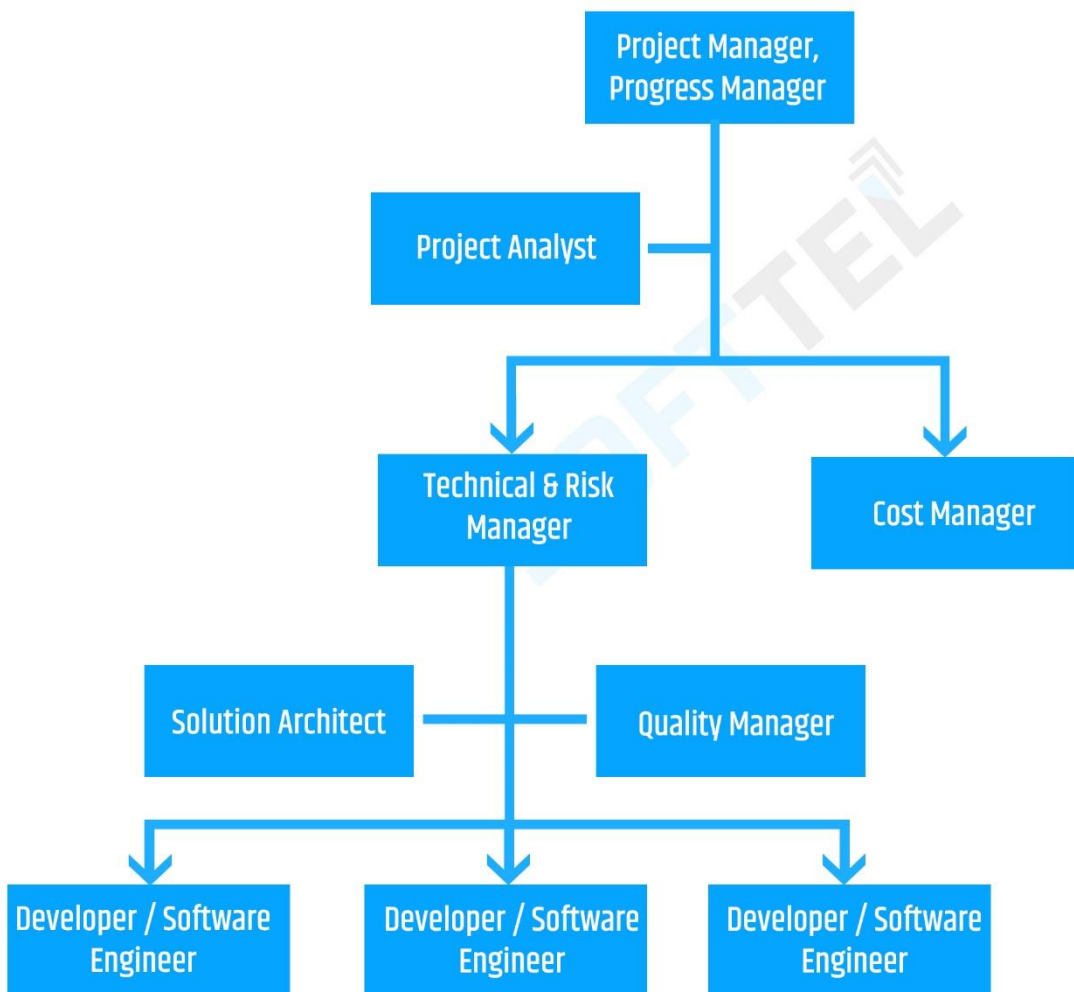 Project Manager,
Progress Manager
Project Analyst
SOFTTEL
Technical & Risk
Manager
Cost Manager
Solution Architect
Quality Manager
Developer / Software
Engineer
Developer / Software
Engineer
Developer / Software
Engineer